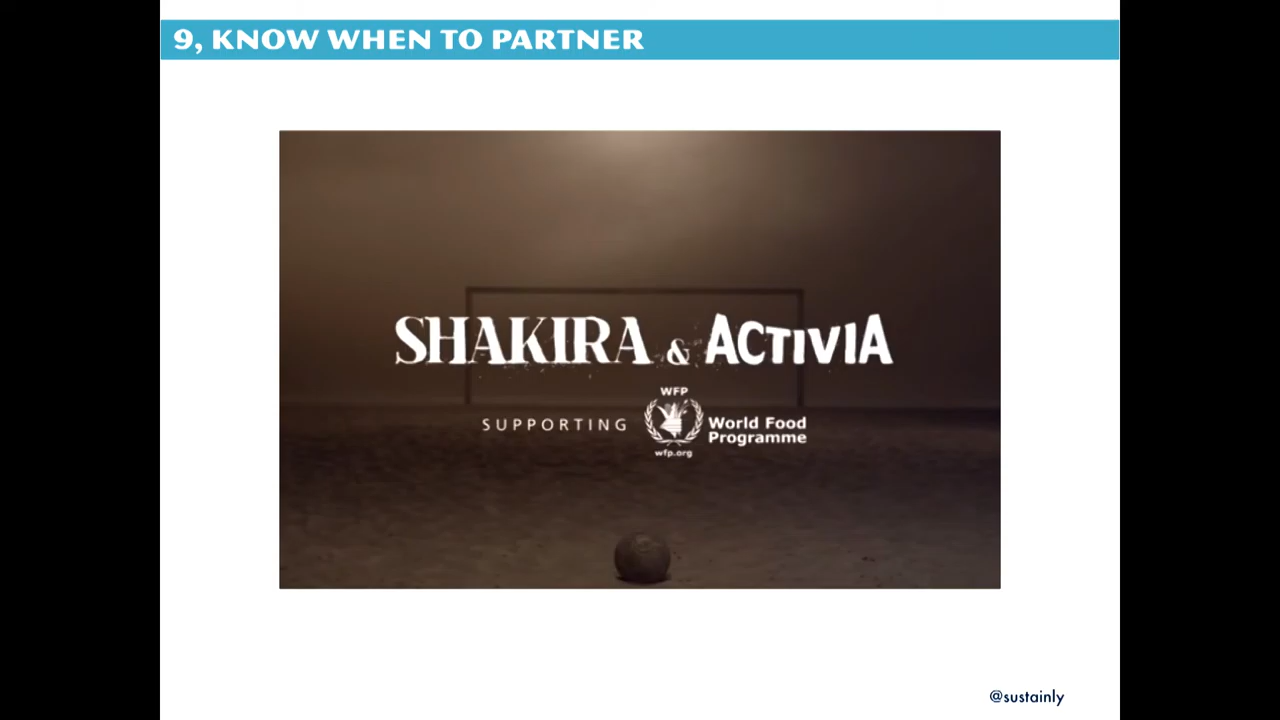 9, KNOW WHEN TO PARTNER
SHAKIRA & ACTIVIA
WFP
SUPPORTING
World Food
Programme
wfp.org
@sustainly